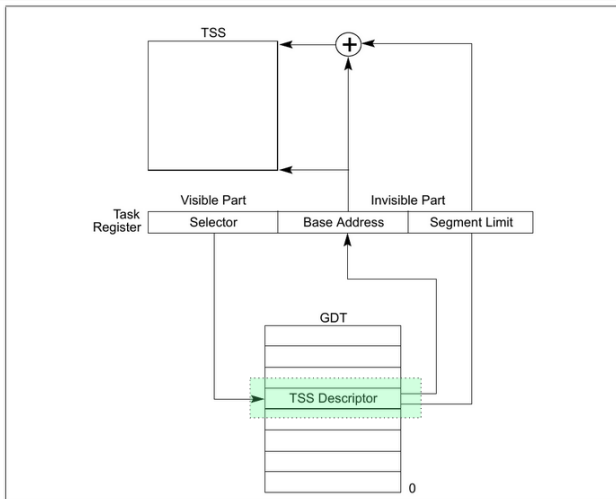 TSS
+
Visible Part
Invisible Part
Task
Register
Selector
Base Address
Segment Limit
GDT
TSS Descriptor
0